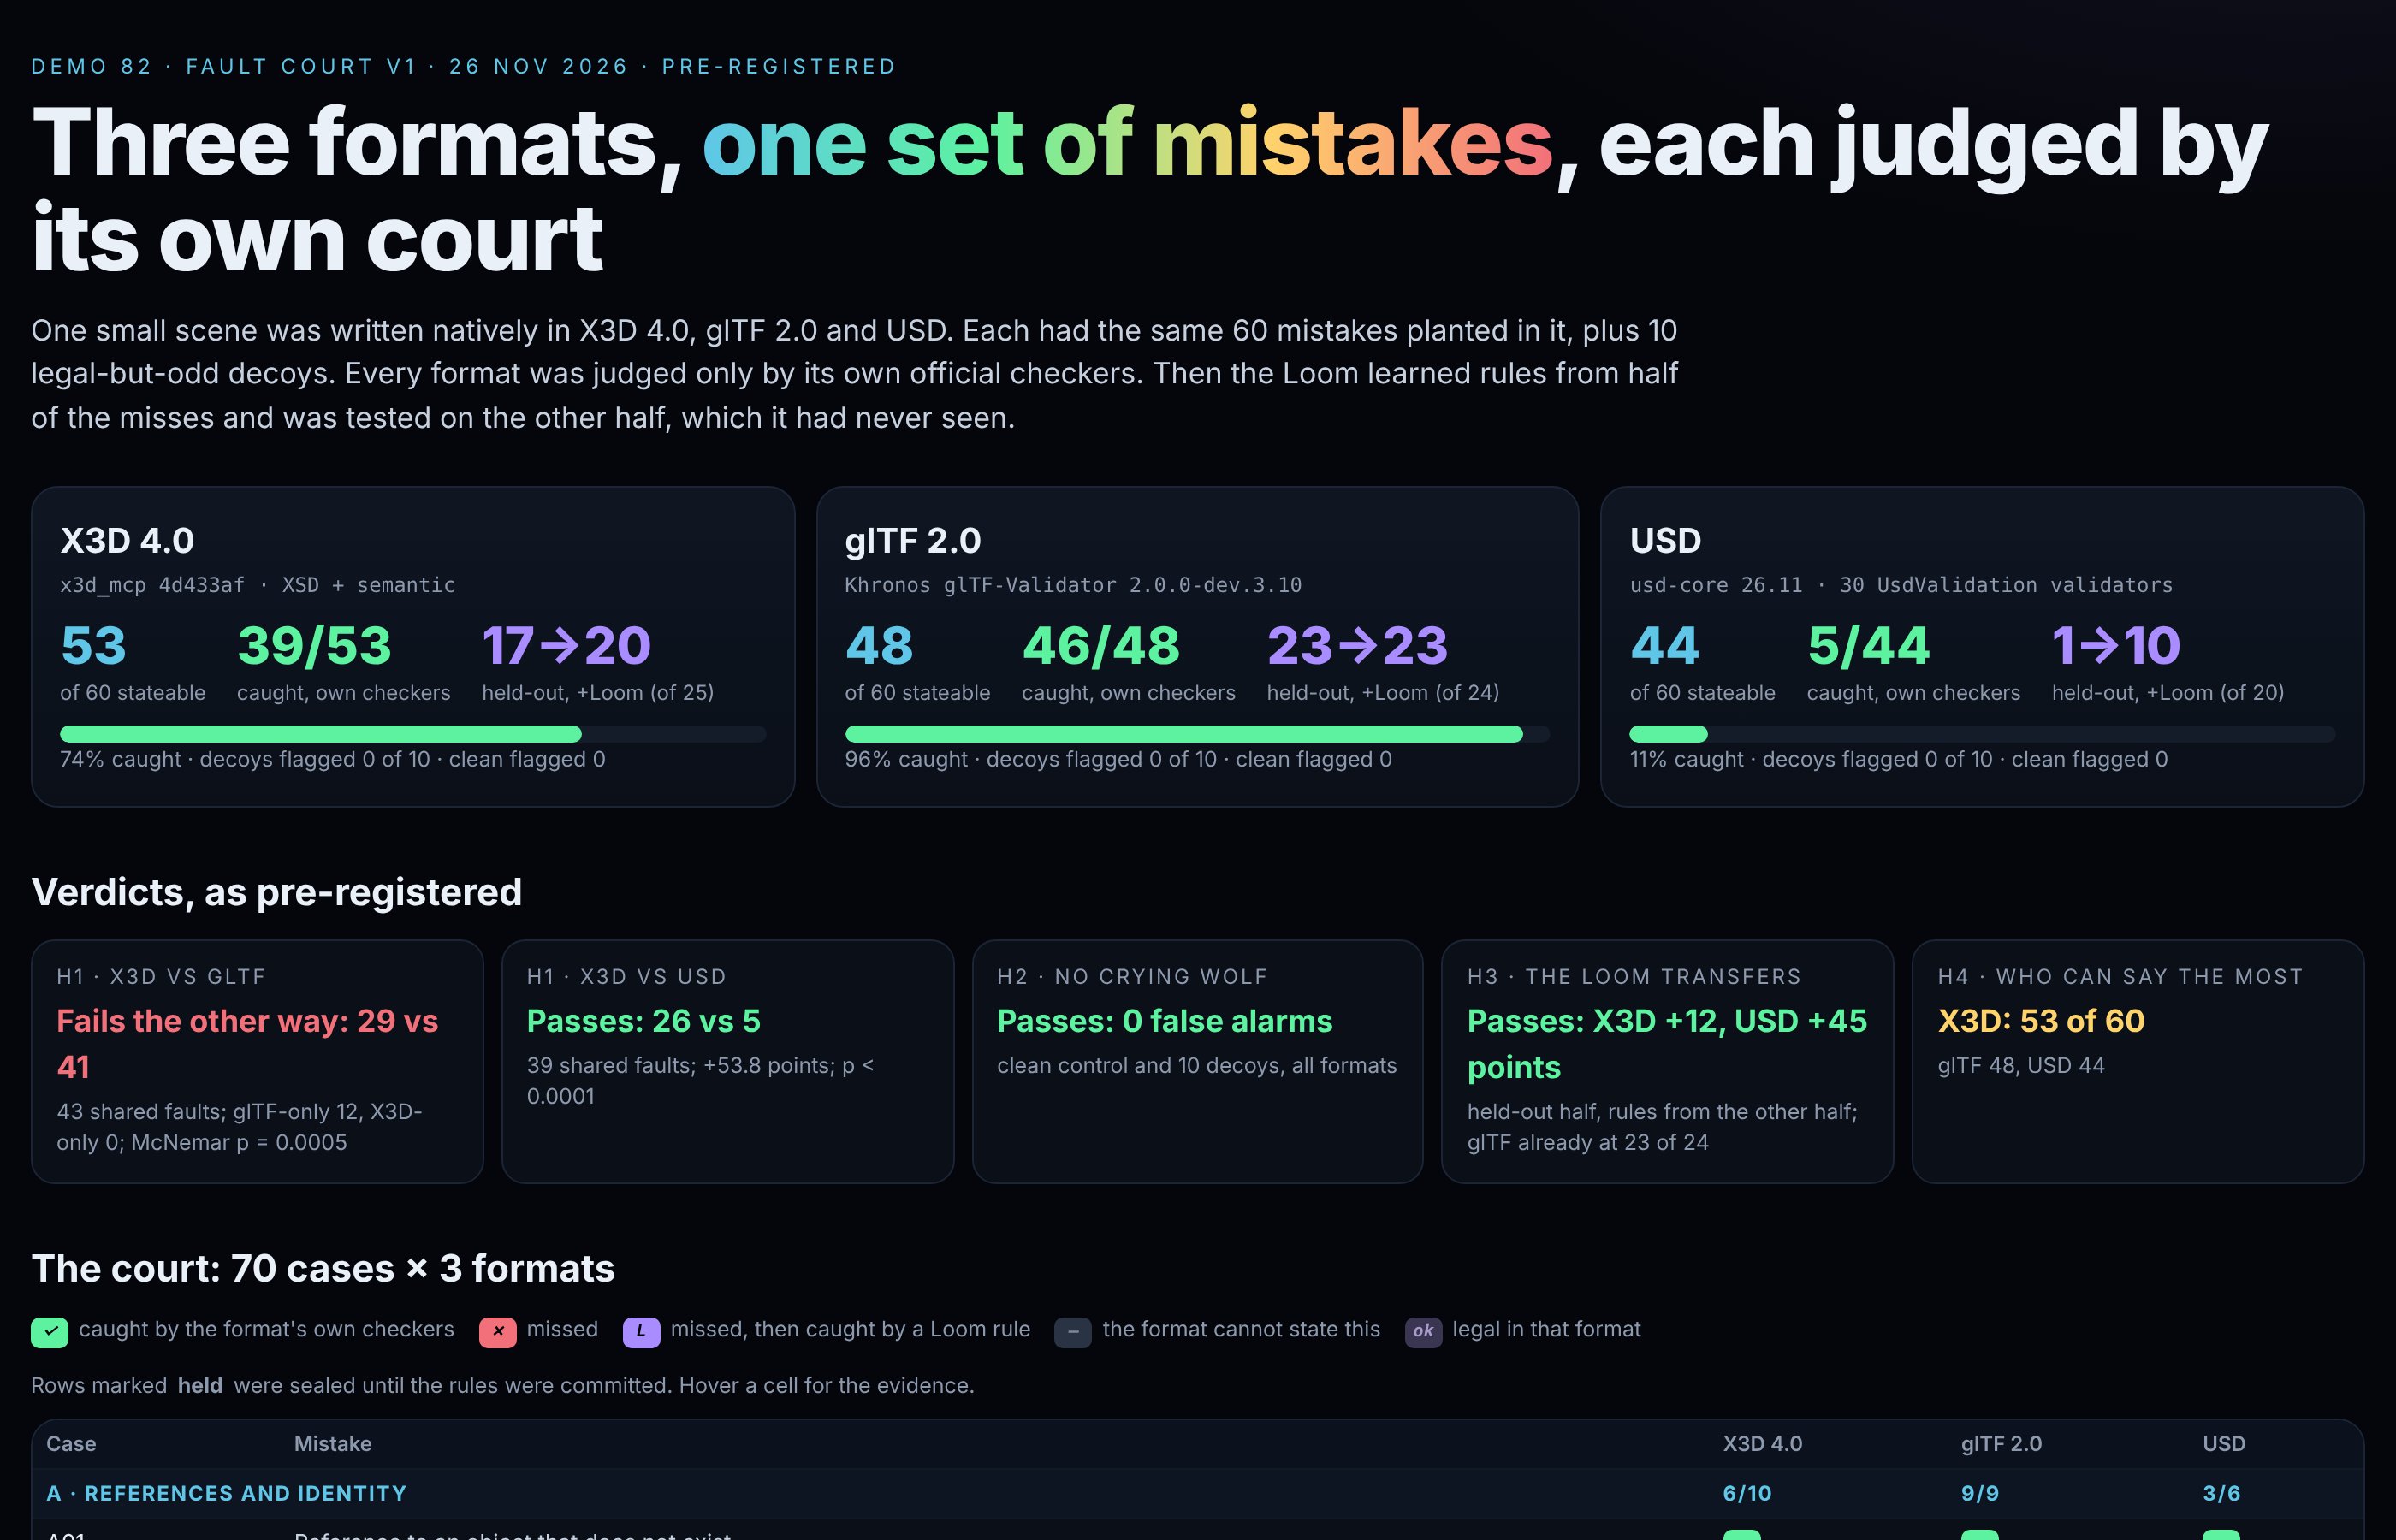 DEMO 82 · FAULT COURT V1 · 26 NOV 2026 · PRE-REGISTERED
Three formats, one set of mistakes, each judged by
its own court
One small scene was written natively in X3D 4.0, glTF 2.0 and USD. Each had the same 60 mistakes planted in it, plus 10
legal-but-odd decoys. Every format was judged only by its own official checkers. Then the Loom learned rules from half
of the misses and was tested on the other half, which it had never seen.
X3D 4.0
x3d_mcp 4d433af · XSD + semantic
53 39/53 17→20
of 60 stateable caught, own checkers held-out, +Loom (of 25)
74% caught · decoys flagged 0 of 10 · clean flagged 0
glTF 2.0
Khronos glTF-Validator 2.0.0-dev.3.10
48 46/48 23→23
of 60 stateable caught, own checkers held-out, +Loom (of 24)
96% caught · decoys flagged 0 of 10 · clean flagged 0
USD
usd-core 26.11 · 30 UsdValidation validators
44 5/44 1→10
of 60 stateable caught, own checkers held-out, +Loom (of 20)
11% caught · decoys flagged 0 of 10 · clean flagged 0
Verdicts, as pre-registered
H1 · X3D VS GLTF
Fails the other way: 29 vs
41
43 shared faults; glTF-only 12, X3D-
only 0; McNemar p = 0.0005
H1 · X3D VS USD
Passes: 26 vs 5
39 shared faults; +53.8 points; p <
0.0001
H2 · NO CRYING WOLF
Passes: 0 false alarms
clean control and 10 decoys, all formats
H3 · THE LOOM TRANSFERS
Passes: X3D +12, USD +45
points
held-out half, rules from the other half;
glTF already at 23 of 24
H4 · WHO CAN SAY THE MOST
X3D: 53 of 60
glTF 48, USD 44
The court: 70 cases × 3 formats
✓ caught by the format's own checkers × missed L missed, then caught by a Loom rule – the format cannot state this ok legal in that format
Rows marked held were sealed until the rules were committed. Hover a cell for the evidence.
Case Mistake X3D 4.0 glTF 2.0 USD
A · REFERENCES AND IDENTITY 6/10 9/9 3/6
A01 Reference to an object that does not exist